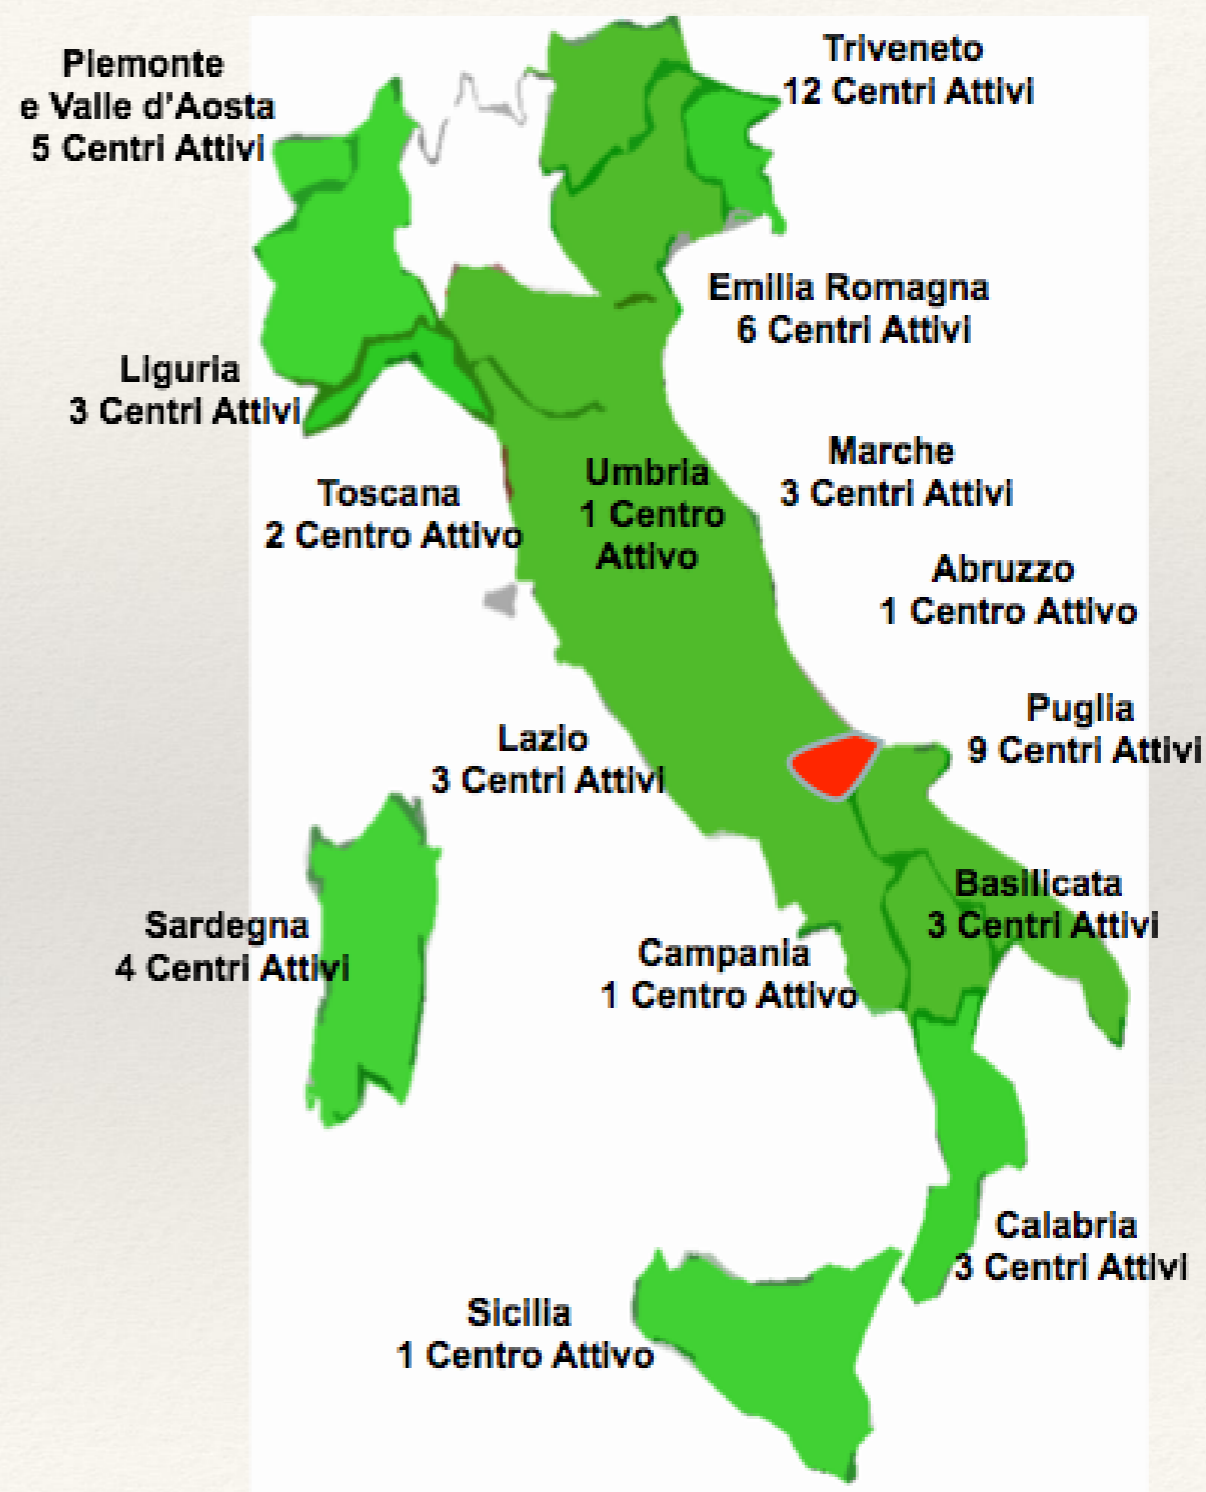 Piemonte
e Valle d'Aosta
5 Centri Attivi
Triveneto
12 Centri Attivi
Emilia Romagna
6 Centri Attivi
Liguria
3 Centri Attivi
Marche
3 Centri Attivi
Umbria
1 Centro
Attivo
Toscana
2 Centro Attivo
Abruzzo
1 Centro Attivo
Puglia
9 Centri Attivi
Lazio
3 Centri Attivi
Basilicata
3 Centri Attivi
Sardegna
4 Centri Attivi
Campania
1 Centro Attivo
Calabria
3 Centri Attivi
Sicilia
1 Centro Attivo